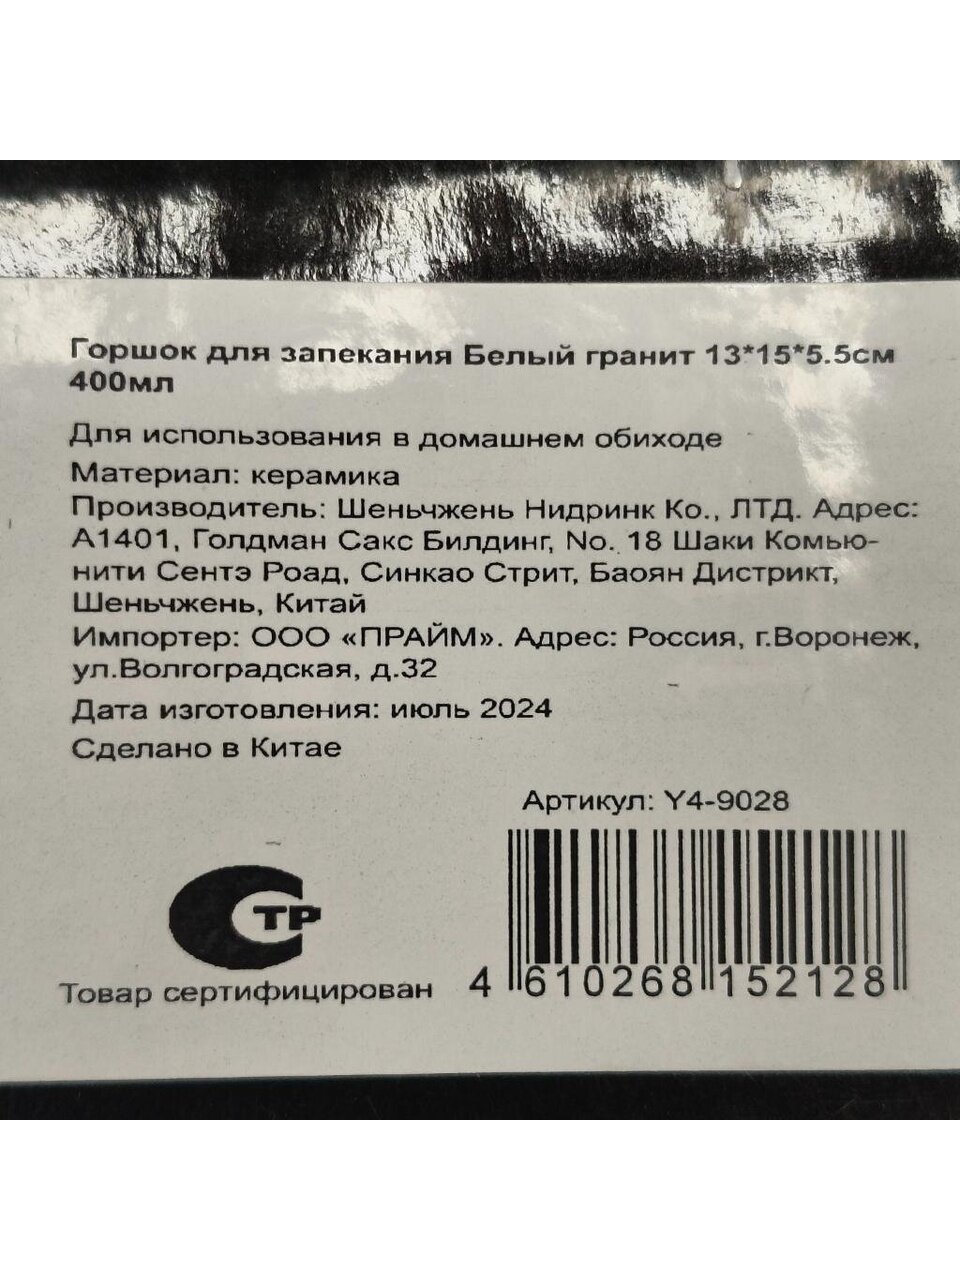 Горшок для запекания Белый гранит 13*15*5.5см
400мл
Для использования в домашнем обиходе
Материал: керамика
Производитель: Шеньчжень Нидринк Ко., ЛТД. Адрес:
А1401, Голдман Сакс Билдинг, No. 18 Шаки Комью-
нити Сентэ Роад, Синкао Стрит, Баоян Дистрикт,
Шеньчжень, Китай
Импортер: ООО «ПРАЙМ». Адрес: Россия, г.Воронеж,
ул.Волгоградская, д.32
Дата изготовления: июль 2024
Сделано в Китае
Артикул: Y4-9028
ТР
Товар сертифицирован
4 610268 152128